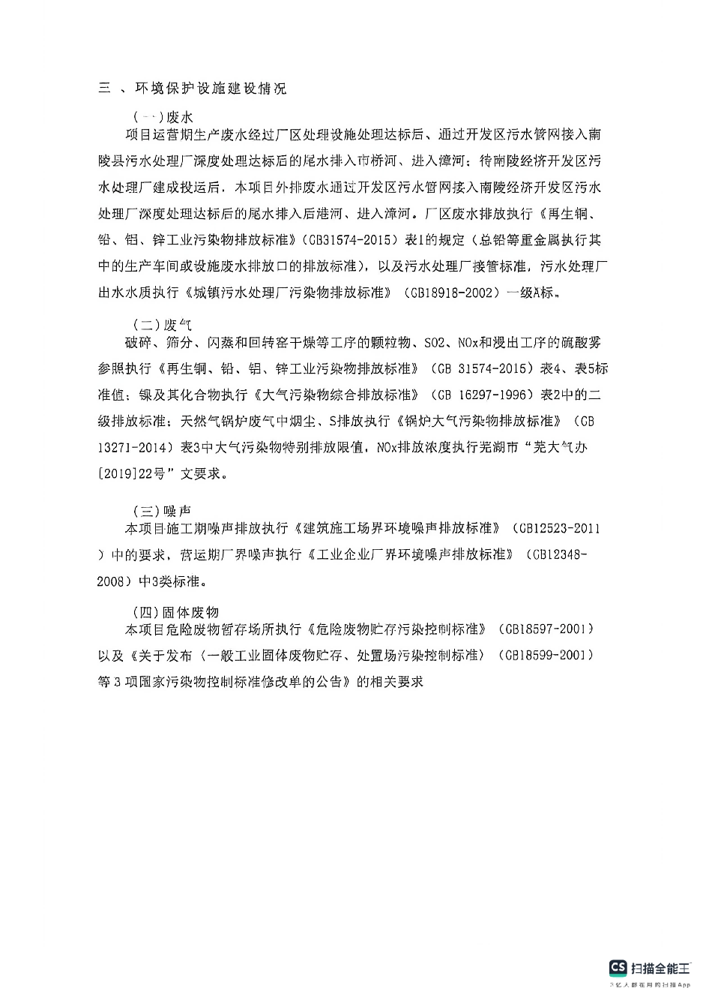 三 、环境保护设施建设情况
(一)废水
项目运营期生产废水经过厂区处理设施处理达标后、通过开发区污水管网接入南
陵县污水处理厂深度处理达标后的尾水排入市桥河、进入漳河；待南陵经济开发区污
水处理厂建成投运后，本项目外排废水通过开发区污水管网接入南陵经济开发区污水
处理厂深度处理达标后的尾水排入后港河、进入漳河。厂区废水排放执行《再生铜、
铅、铝、锌工业污染物排放标准》（GB31574-2015）表1的规定（总铅等重金属执行其
中的生产车间或设施废水排放口的排放标准），以及污水处理厂接管标准，污水处理厂
出水水质执行《城镇污水处理厂污染物排放标准》（GB18918-2002）一级A标。
(二)废气
破碎、筛分、闪蒸和回转窑干燥等工序的颗粒物、SO2、NOx和浸出工序的硫酸雾
参照执行《再生铜、铅、铝、锌工业污染物排放标准》（GB 31574-2015）表4、表5标
准值；镍及其化合物执行《大气污染物综合排放标准》（GB 16297-1996）表2中的二
级排放标准；天然气锅炉废气中烟尘、S排放执行《锅炉大气污染物排放标准》（GB
13271-2014）表3中大气污染物特别排放限值，NOx排放浓度执行芜湖市“芜大气办
[2019]22号”文要求。
(三)噪声
本项目施工期噪声排放执行《建筑施工场界环境噪声排放标准》（GB12523-2011
）中的要求，营运期厂界噪声执行《工业企业厂界环境噪声排放标准》（GB12348-
2008）中3类标准。
(四)固体废物
本项目危险废物暂存场所执行《危险废物贮存污染控制标准》（GB18597-2001）
以及《关于发布〈一般工业固体废物贮存、处置场污染控制标准〉（GB18599-2001）
等 3 项国家污染物控制标准修改单的公告》的相关要求
CS 扫描全能王
3亿人都在用的扫描App